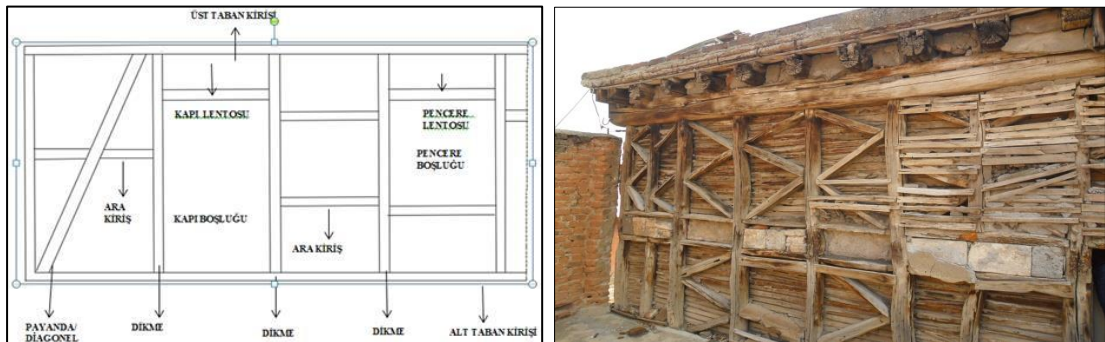 ÜST TABAN KİRİŞİ
KAPI LENTOSU
PENCERE
LENTOSU
PENCERE
BOŞLUĞU
ARA
KİRİŞ
KAPI BOŞLUĞU
ARA KİRİŞ
PAYANDA/
DİAGONEL
DİKME
DİKME
DİKME
ALT TABAN KİRİŞİ